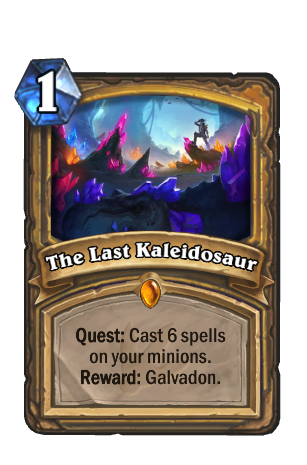 1
The Last Kaleidosaur
Quest: Cast 6 spells
on your minions.
Reward: Galvadon.